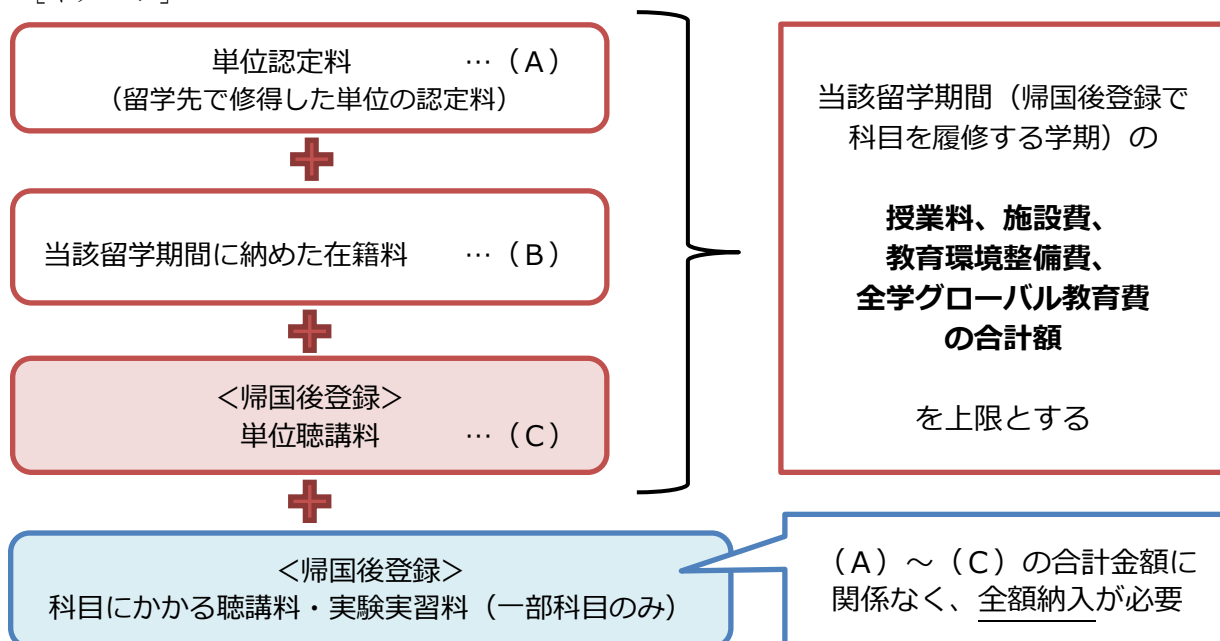 単位認定料 …（A）
（留学先で修得した単位の認定料）
当該留学期間に納めた在籍料 …（B）
＜帰国後登録＞
単位聴講料 …（C）
＜帰国後登録＞
科目にかかる聴講料・実験実習料（一部科目のみ）
当該留学期間（帰国後登録で
科目を履修する学期）の
授業料、施設費、
教育環境整備費、
全学グローバル教育費
の合計額
を上限とする
（A）～（C）の合計金額に
関係なく、全額納入が必要